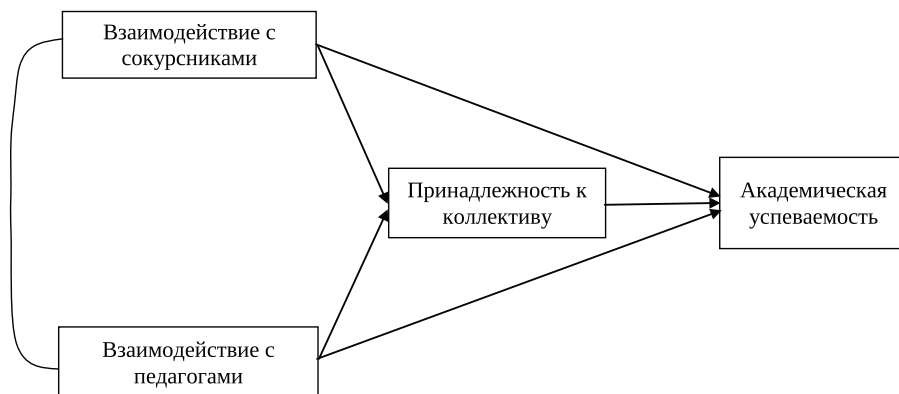 Взаимодействие с
сокурсниками
Принадлежность к
коллективу
Академическая
успеваемость
Взаимодействие с
педагогами